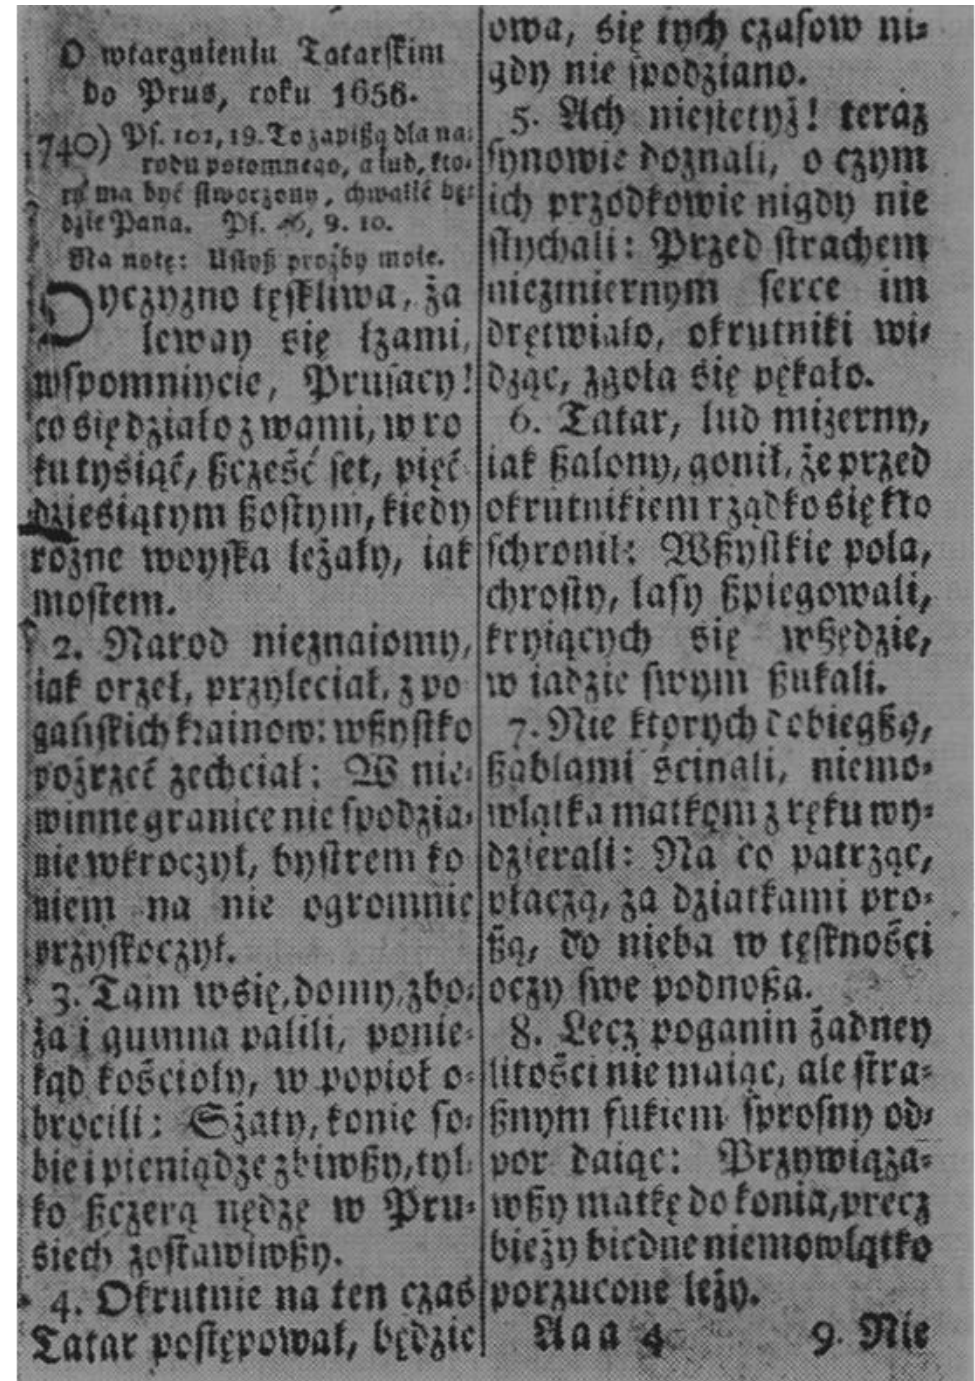 O wtargnieniu Tatarskim
do Prus, roku 1656.
740) Ps. 102, 19. To zapiszą dla na-
rodu potomnego, a lud, kto-
ry ma być stworzony, chwalić bę-
dzie Pana. Ps. 46, 9. 10.
Na notę: Usłysz proźby moie.
Oyczyzno tęskliwa, za
leway się łzami,
wspomniycie, Prusacy!
co się działo z wami, w ro
ku tysiąć, szcześć set, pięć
dziesiątym szostym, kiedy
rożne woyska leżały, iak
mostem.
2. Narod nieznaiomy,
iak orzeł, przyleciał, z po
gańskich krainow: wszystko
pożrzeć zechciał: W nie-
winne granice nie spodzia-
nie wkroczył, bystrem ko
niem na nie ogromnie
przyskoczył.
3. Tam wsię, domy, zbo-
ża i gumna palili, ponie-
kąd kościoły, w popioł o-
brocili: Szaty, konie so-
bie i pieniądze zbiwszy, tyl-
ko szczerą nędzę w Pru-
siech zostawiwszy.
4. Okrutnie na ten czas
Tatar postępował, będzie
owa, się tych czasow ni-
gdy nie spodziano.
5. Ach niestetyż! teraz
synowie doznali, o czym
ich przodkowie nigdy nie
słychali: Przed strachem
niezmiernym serce im
drętwiało, okrutniki wi-
dząc, zgoła się pękało.
6. Tatar, lud mizerny,
iak szalony, gonił, że przed
okrutnikiem rządko się kto
schronił: Wszystkie pola,
chrosty, lasy szpiegowali,
kryiących się wszędzie,
w iadzie swym szukali.
7. Nie ktorych dobiegszy,
szablami ścinali, niemo-
wlątka matkom z ręku wy-
dzierali: Na co patrząc,
płaczą, za dziatkami pro-
szą, do nieba w tęskności
oczy swe podnosza.
8. Lecz poganin żadney
litości nie maiąc, ale stra-
sznym fukiem sprosny od-
por daiąc: Przywiąza-
wszy matkę do konia, precz
bieży biedne niemowlątko
porzucone leży.
Aaa 4 9. Nie